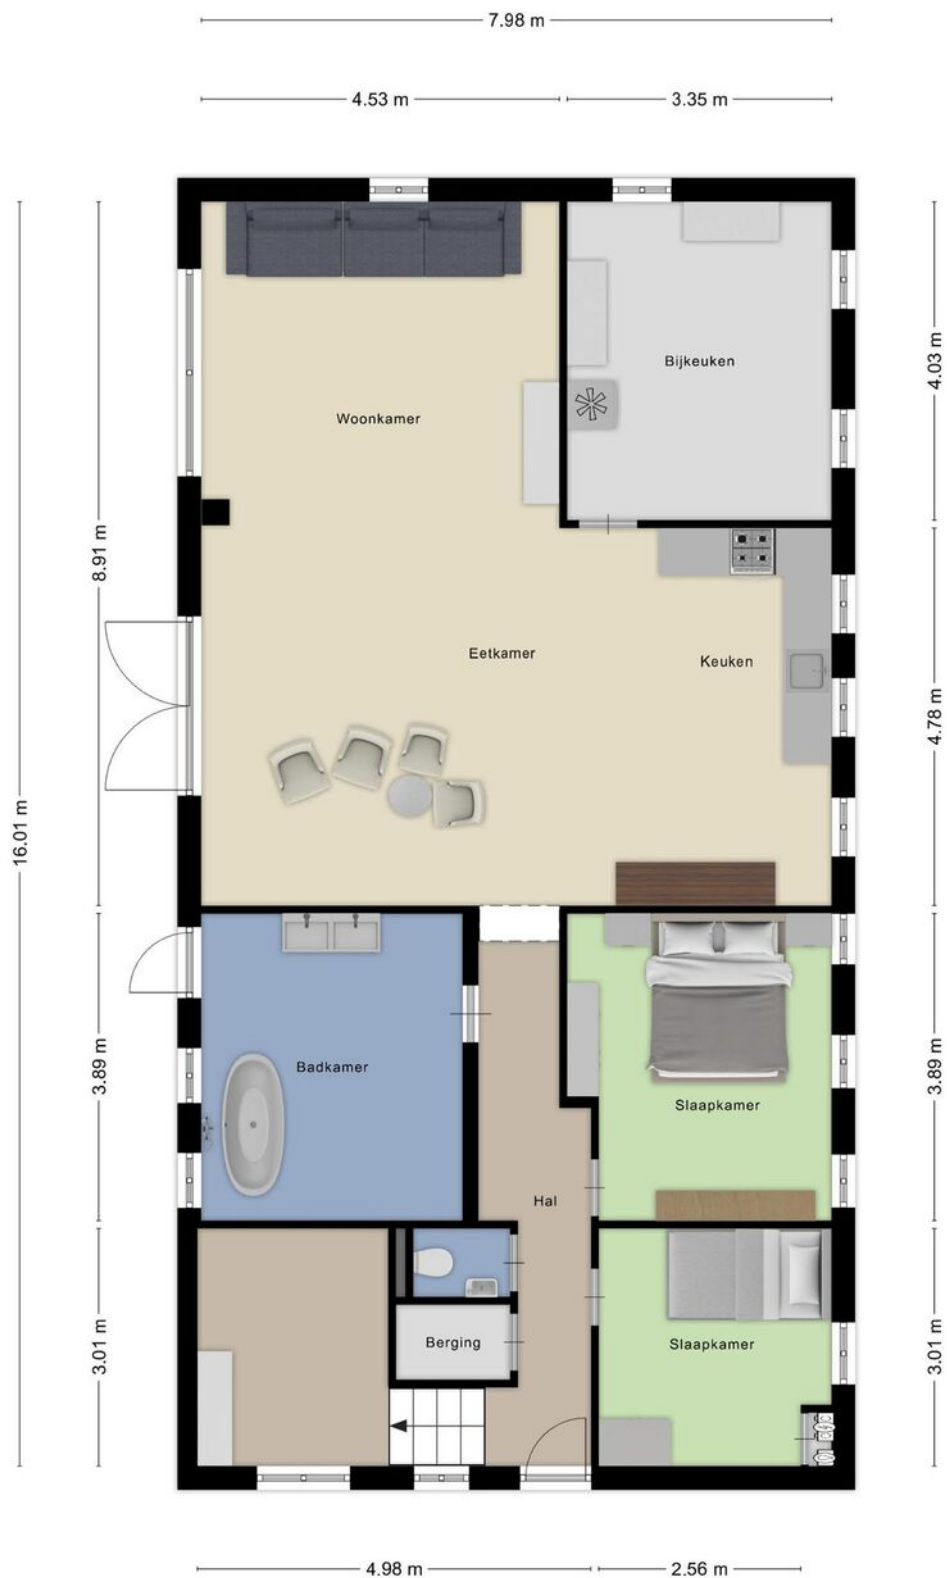 7.98 m
4.53 m
3.35 m
Bijkeuken
4.03 m
Woonkamer
8.91 m
Eetkamer
Keuken
4.78 m
16.01 m
3.89 m
Badkamer
3.89 m
Slaapkamer
Hal
3.01 m
Berging
Slaapkamer
3.01 m
4.98 m
2.56 m